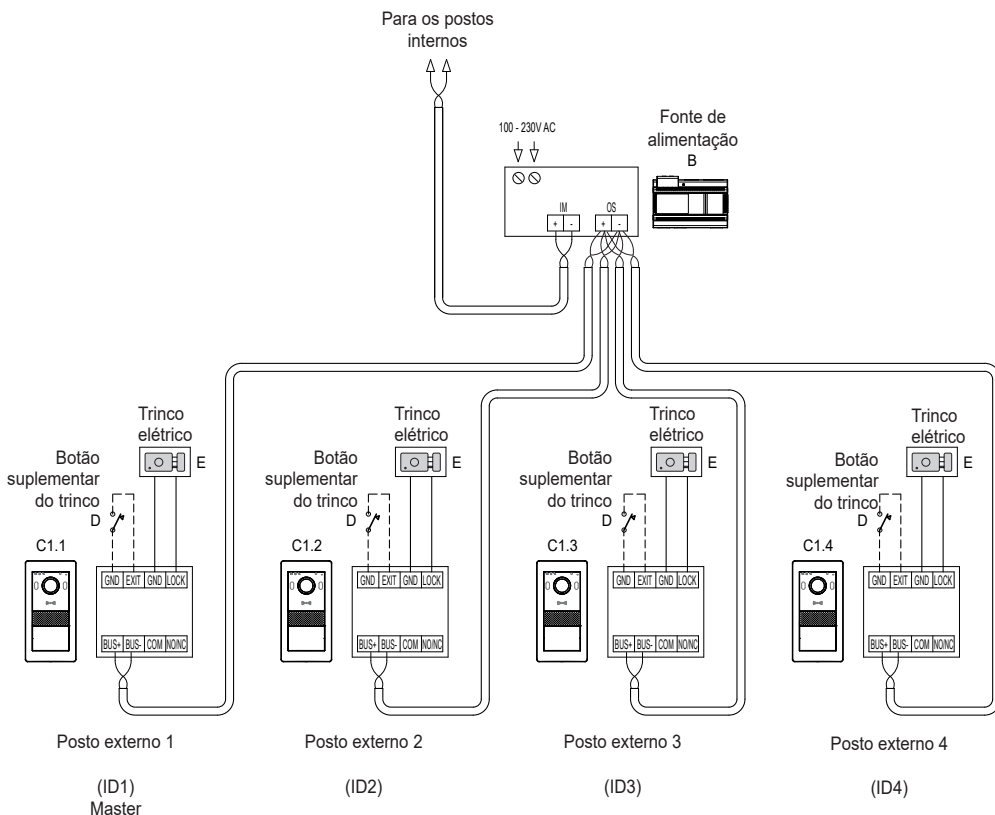 Para os postos
internos
100 - 230V AC
Fonte de
alimentação
B
IM
OS
+ -
+ -
Trinco
elétrico
E
Botão
suplementar
do trinco
D
C1.1
GND EXIT GND LOCK
BUS+ BUS- COM NO/NC
Posto externo 1
(ID1)
Master
Trinco
elétrico
E
Botão
suplementar
do trinco
D
C1.2
GND EXIT GND LOCK
BUS+ BUS- COM NO/NC
Posto externo 2
(ID2)
Trinco
elétrico
E
Botão
suplementar
do trinco
D
C1.3
GND EXIT GND LOCK
BUS+ BUS- COM NO/NC
Posto externo 3
(ID3)
Trinco
elétrico
E
Botão
suplementar
do trinco
D
C1.4
GND EXIT GND LOCK
BUS+ BUS- COM NO/NC
Posto externo 4
(ID4)